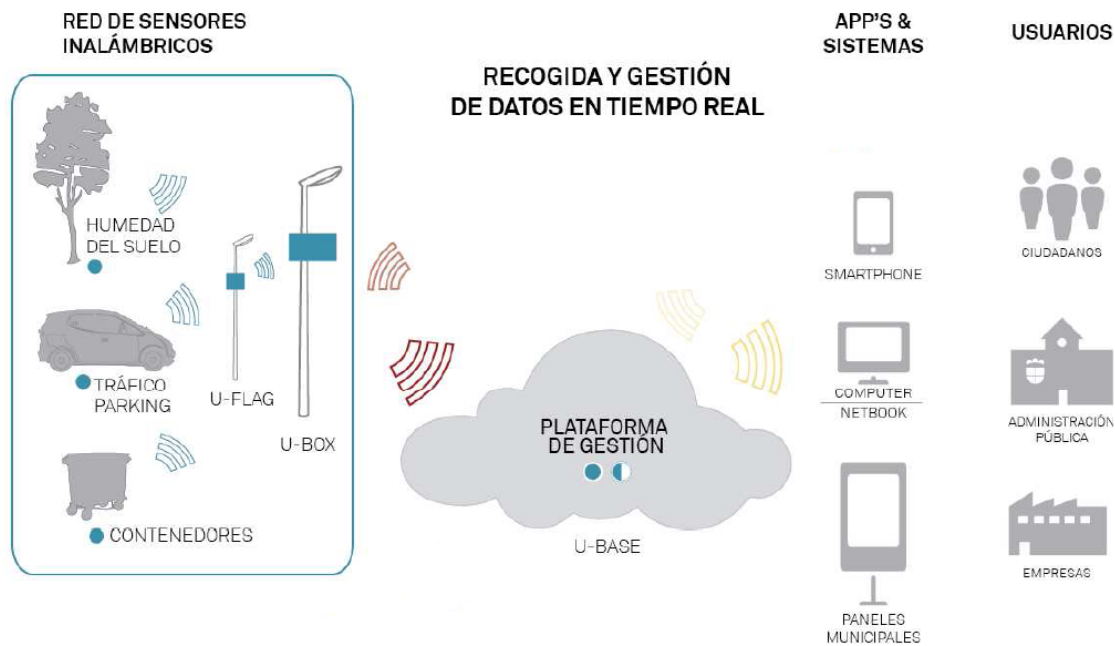 RED DE SENSORES
INALÁMBRICOS
RECOGIDA Y GESTIÓN
DE DATOS EN TIEMPO REAL
APP'S &
SISTEMAS
USUARIOS
HUMEDAD
DEL SUELO
TRÁFICO
PARKING
CONTENEDORES
U-FLAG
U-BOX
PLATAFORMA
DE GESTIÓN
U-BASE
SMARTPHONE
COMPUTER
NETBOOK
PANELES
MUNICIPALES
CIUDADANOS
ADMINISTRACIÓN
PÚBLICA
EMPRESAS